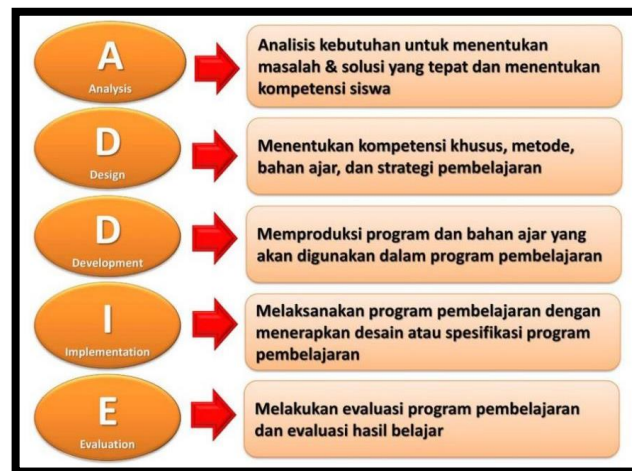 A
Analysis
Analisis kebutuhan untuk menentukan
masalah & solusi yang tepat dan menentukan
kompetensi siswa
D
Design
Menentukan kompetensi khusus, metode,
bahan ajar, dan strategi pembelajaran
D
Development
Memproduksi program dan bahan ajar yang
akan digunakan dalam program pembelajaran
I
Implementation
Melaksanakan program pembelajaran dengan
menerapkan desain atau spesifikasi program
pembelajaran
E
Evaluation
Melakukan evaluasi program pembelajaran
dan evaluasi hasil belajar